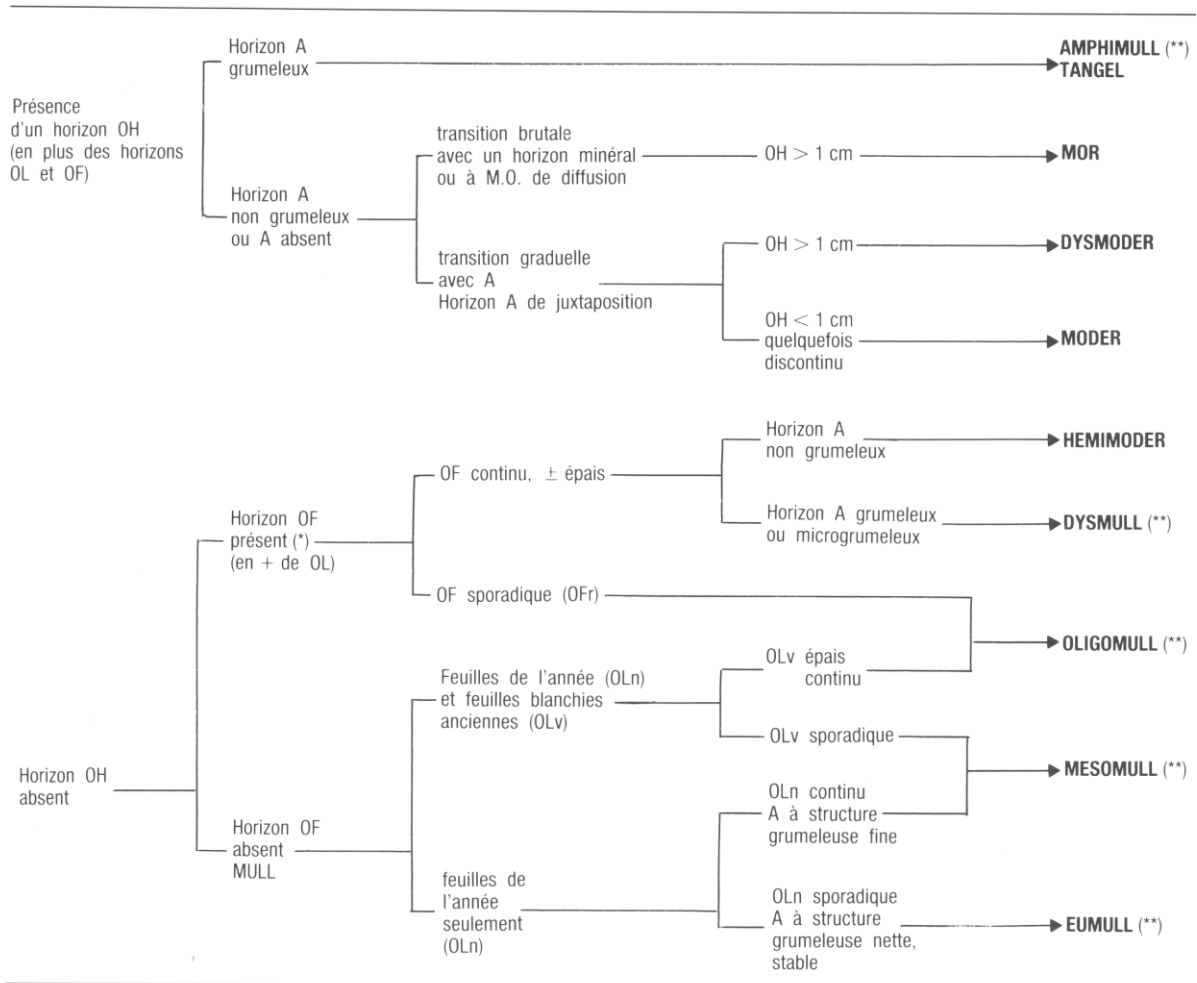 Horizon A
grumeleux
AMPHIMULL (**)
TANGEL
Présence
d'un horizon OH
(en plus des horizons
OL et OF)
transition brutale
avec un horizon minéral
ou à M.O. de diffusion
OH > 1 cm
MOR
Horizon A
non grumeleux
ou A absent
transition graduelle
avec A
Horizon A de juxtaposition
OH > 1 cm
DYSMODER
OH < 1 cm
quelquefois
discontinu
MODER
Horizon A
non grumeleux
HEMIMODER
OF continu, ± épais
Horizon A grumeleux
ou microgrumeleux
DYSMULL (**)
Horizon OF
présent (*)
(en + de OL)
OF sporadique (OFr)
OLIGOMULL (**)
Feuilles de l'année (OLn)
et feuilles blanchies
anciennes (OLv)
OLv épais
continu
OLv sporadique
MESOMULL (**)
Horizon OH
absent
OLn continu
A à structure
grumeleuse fine
Horizon OF
absent
MULL
feuilles de
l'année
seulement
(OLn)
OLn sporadique
A à structure
grumeleuse nette,
stable
EUMULL (**)